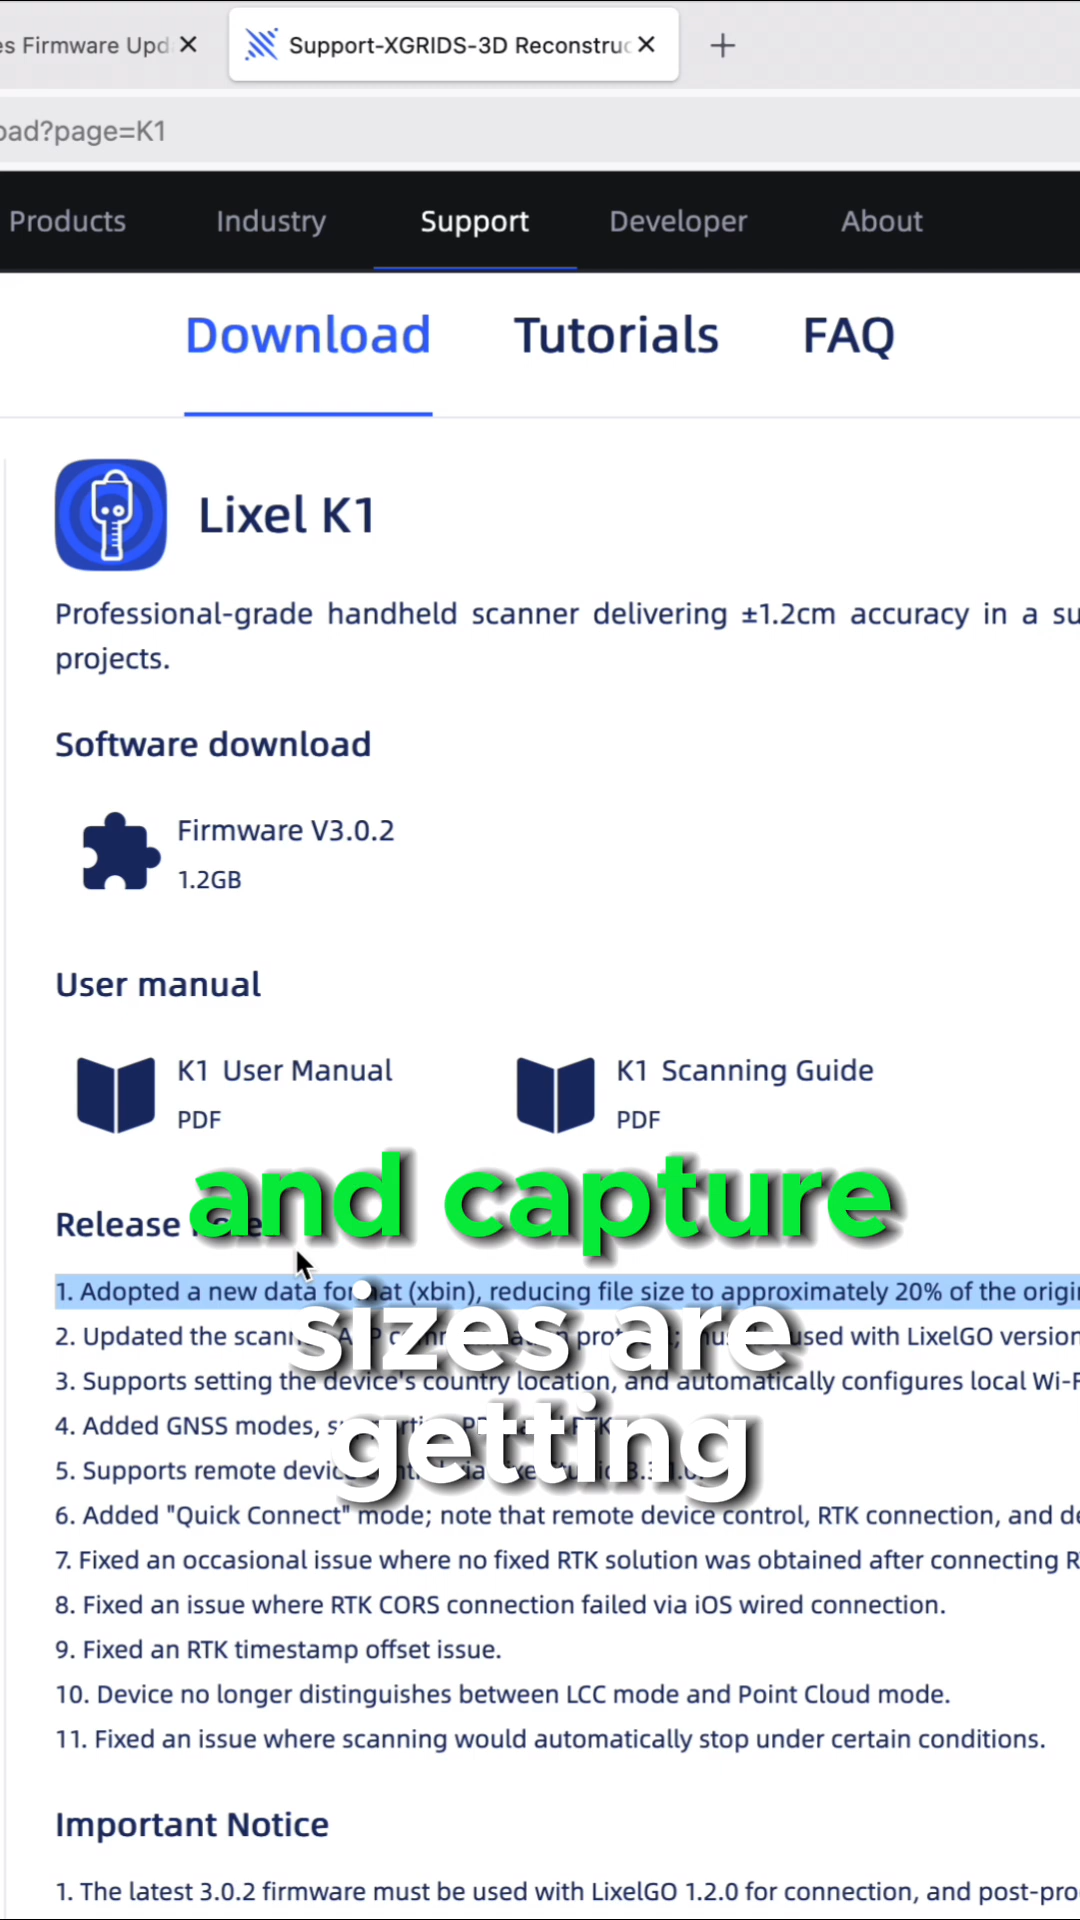 es Firmware Upd
Support-XGRIDS-3D Reconstruc
oad?page=K1
Products Industry Support Developer About
Download Tutorials FAQ
Lixel K1
Professional-grade handheld scanner delivering ±1.2cm accuracy in a su
projects.
Software download
Firmware V3.0.2
1.2GB
User manual
K1 User Manual
PDF
K1 Scanning Guide
PDF
and capture
sizes are
getting
Release
1. Adopted a new data format (xbin), reducing file size to approximately 20% of the origi
2. Updated the used with LixelGO version
3. Supports setting the device's country location, and automatically configures local Wi-F
4. Added GNSS modes,
5. Supports remote
6. Added "Quick Connect" mode; note that remote device control, RTK connection, and de
7. Fixed an occasional issue where no fixed RTK solution was obtained after connecting R
8. Fixed an issue where RTK CORS connection failed via iOS wired connection.
9. Fixed an RTK timestamp offset issue.
10. Device no longer distinguishes between LCC mode and Point Cloud mode.
11. Fixed an issue where scanning would automatically stop under certain conditions.
Important Notice
1. The latest 3.0.2 firmware must be used with LixelGO 1.2.0 for connection, and post-pro